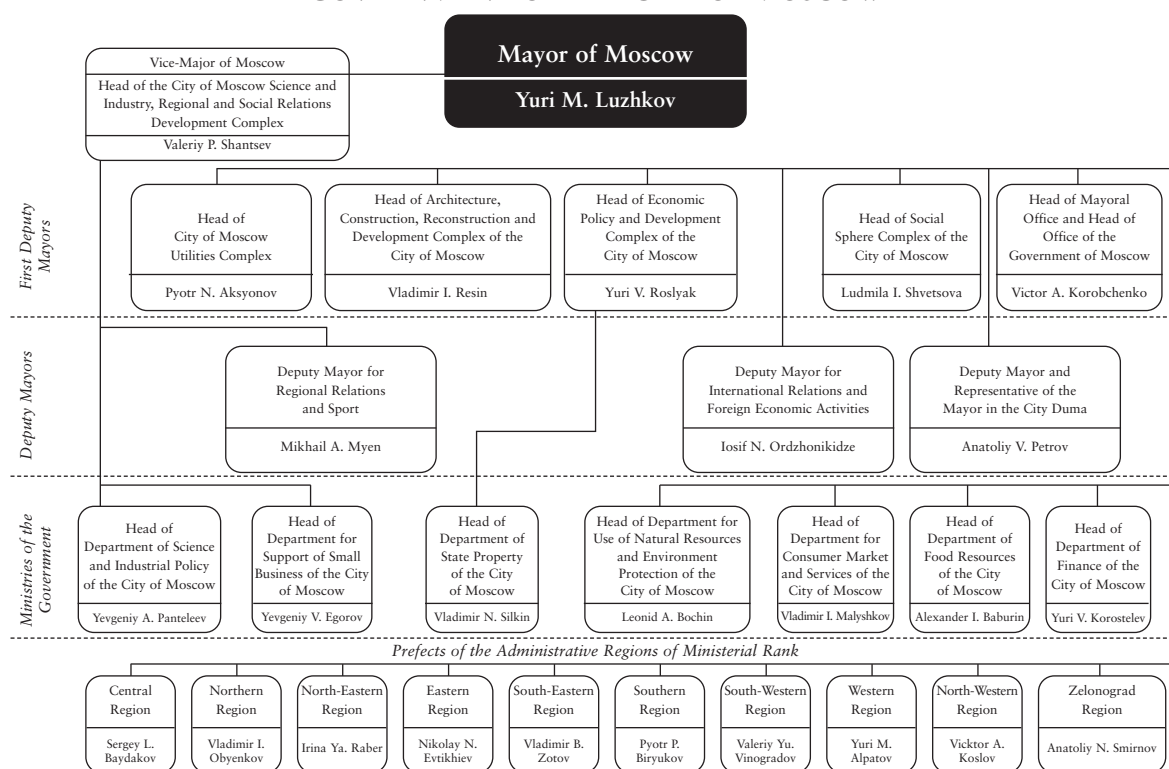 Mayor of Moscow
Yuri M. Luzhkov
Vice-Major of Moscow
Head of the City of Moscow Science and
Industry, Regional and Social Relations
Development Complex
Valeriy P. Shantsev
First Deputy
Mayors
Head of
City of Moscow
Utilities Complex
Pyotr N. Aksyonov
Head of Architecture,
Construction, Reconstruction and
Development Complex of the
City of Moscow
Vladimir I. Resin
Head of Economic
Policy and Development
Complex of the
City of Moscow
Yuri V. Roslyak
Head of Social
Sphere Complex of the
City of Moscow
Ludmila I. Shvetsova
Head of Mayoral
Office and Head of
Office of the
Government of Moscow
Victor A. Korobchenko
Deputy Mayors
Deputy Mayor for
Regional Relations
and Sport
Mikhail A. Myen
Deputy Mayor for
International Relations and
Foreign Economic Activities
Iosif N. Ordzhonikidze
Deputy Mayor and
Representative of the
Mayor in the City Duma
Anatoliy V. Petrov
Ministries of the
Government
Head of
Department of Science
and Industrial Policy
of the City of Moscow
Yevgeniy A. Panteleev
Head of
Department for
Support of Small
Business of the City
of Moscow
Yevgeniy V. Egorov
Head of
Department of
State Property
of the City
of Moscow
Vladimir N. Silkin
Head of Department for
Use of Natural Resources
and Environment
Protection of the
City of Moscow
Leonid A. Bochin
Head of
Department for
Consumer Market
and Services of the
City of Moscow
Vladimir I. Malyshkov
Head of
Department of
Food Resources
of the City
of Moscow
Alexander I. Baburin
Head of
Department of
Finance of the
City of Moscow
Yuri V. Korostelev
Prefects of the Administrative Regions of Ministerial Rank
Central
Region
Sergey L.
Baydakov
Northern
Region
Vladimir I.
Obyenkov
North-Eastern
Region
Irina Ya. Raber
Eastern
Region
Nikolay N.
Evtikhiev
South-Eastern
Region
Vladimir B.
Zotov
Southern
Region
Pyotr P.
Biryukov
South-Western
Region
Valeriy Yu.
Vinogradov
Western
Region
Yuri M.
Alpatov
North-Western
Region
Vicktor A.
Koslov
Zelonograd
Region
Anatoliy N. Smirnov